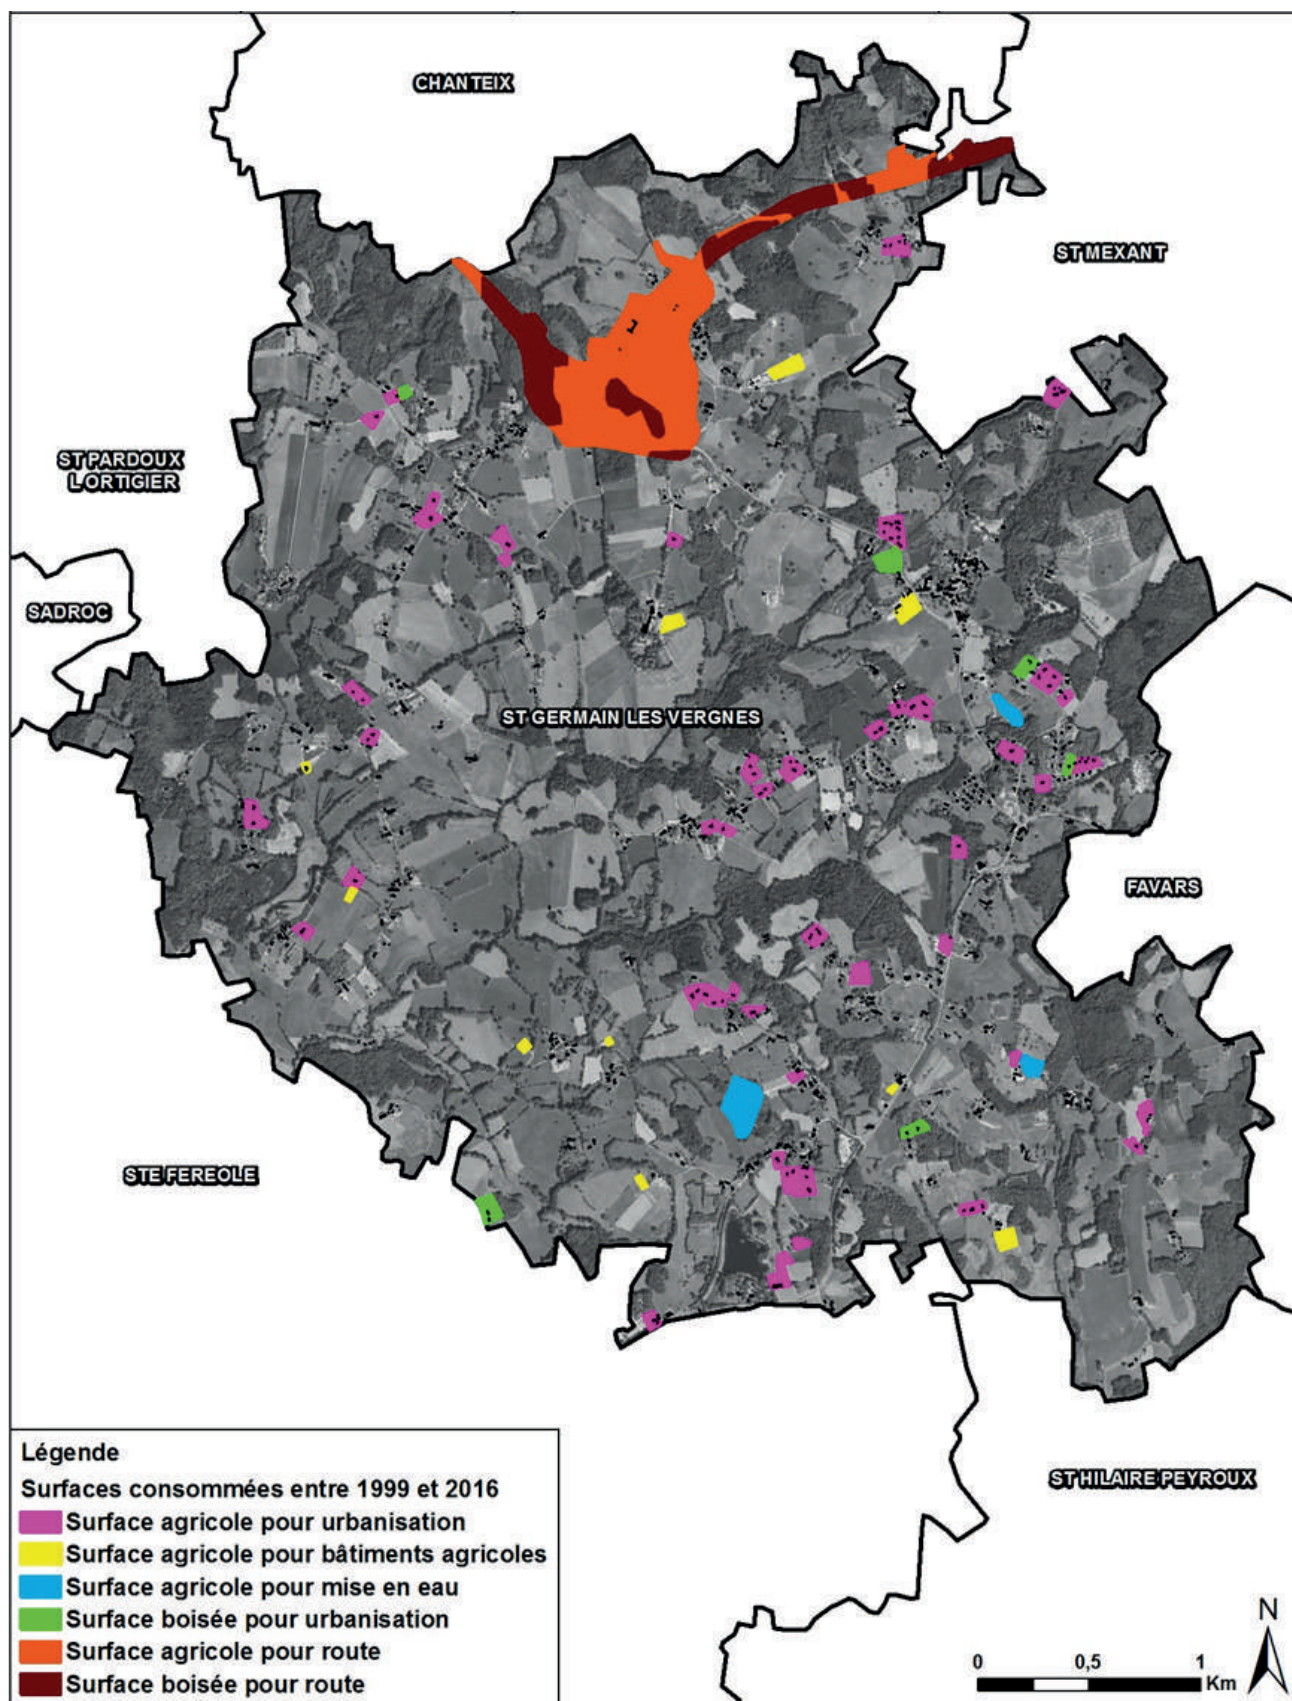 CHANTEIX
ST MEXANT
ST PARDOUX
L'ORTIGIER
SADROC
ST GERMAIN LES VERGNES
FAVARS
STE FEREOLE
ST HILAIRE PEYROUX
Légende
Surfaces consommées entre 1999 et 2016
Surface agricole pour urbanisation
Surface agricole pour bâtiments agricoles
Surface agricole pour mise en eau
Surface boisée pour urbanisation
Surface agricole pour route
Surface boisée pour route
N
0 0,5 1
Km